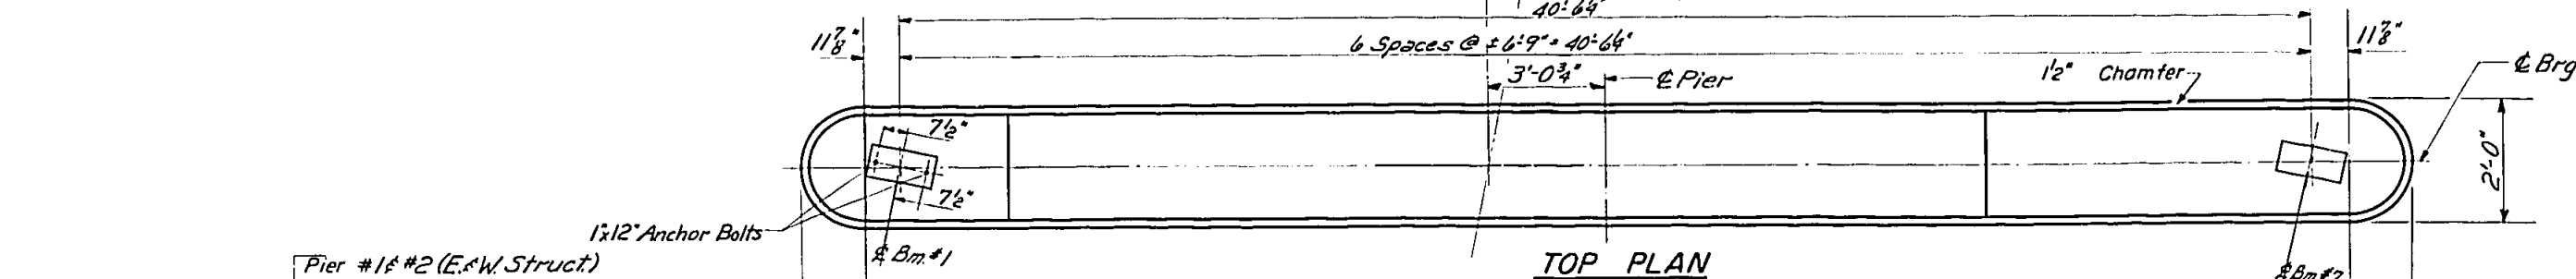 40'-6¼"
11⅞"
6 Spaces @ ±6'-9" = 40'-6¼"
11⅞"
3'-0¾"
℄ Pier
1½" Chamfer
℄ Brg
7½"
7½"
2'-0"
1"x12" Anchor Bolts
℄ Bm. #1
Pier #1 & #2 (E. & W. Struct.)
TOP PLAN
℄ Bm #7